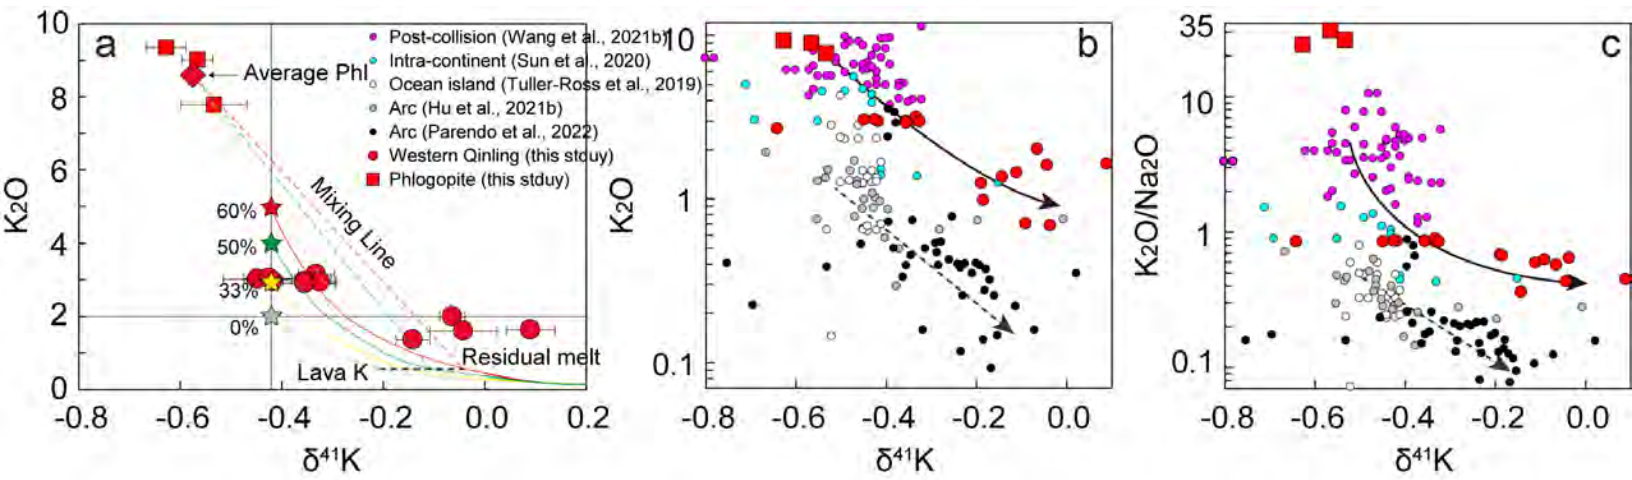 a
Post-collision (Wang et al., 2021b)
Intra-continent (Sun et al., 2020)
Ocean island (Tuller-Ross et al., 2019)
Arc (Hu et al., 2021b)
Arc (Parendo et al., 2022)
Western Qinling (this stduy)
Phlogopite (this stduy)
Average Phl
Mixing Line
60%
50%
33%
0%
Residual melt
Lava K
K2O
10
8
6
4
2
0
-0.8
-0.6
-0.4
-0.2
0.0
0.2
δ⁴¹K
b
K2O
10
1
0.1
-0.8
-0.6
-0.4
-0.2
-0.0
δ⁴¹K
c
K2O/Na2O
35
10
1
0.1
-0.8
-0.6
-0.4
-0.2
0.0
δ⁴¹K